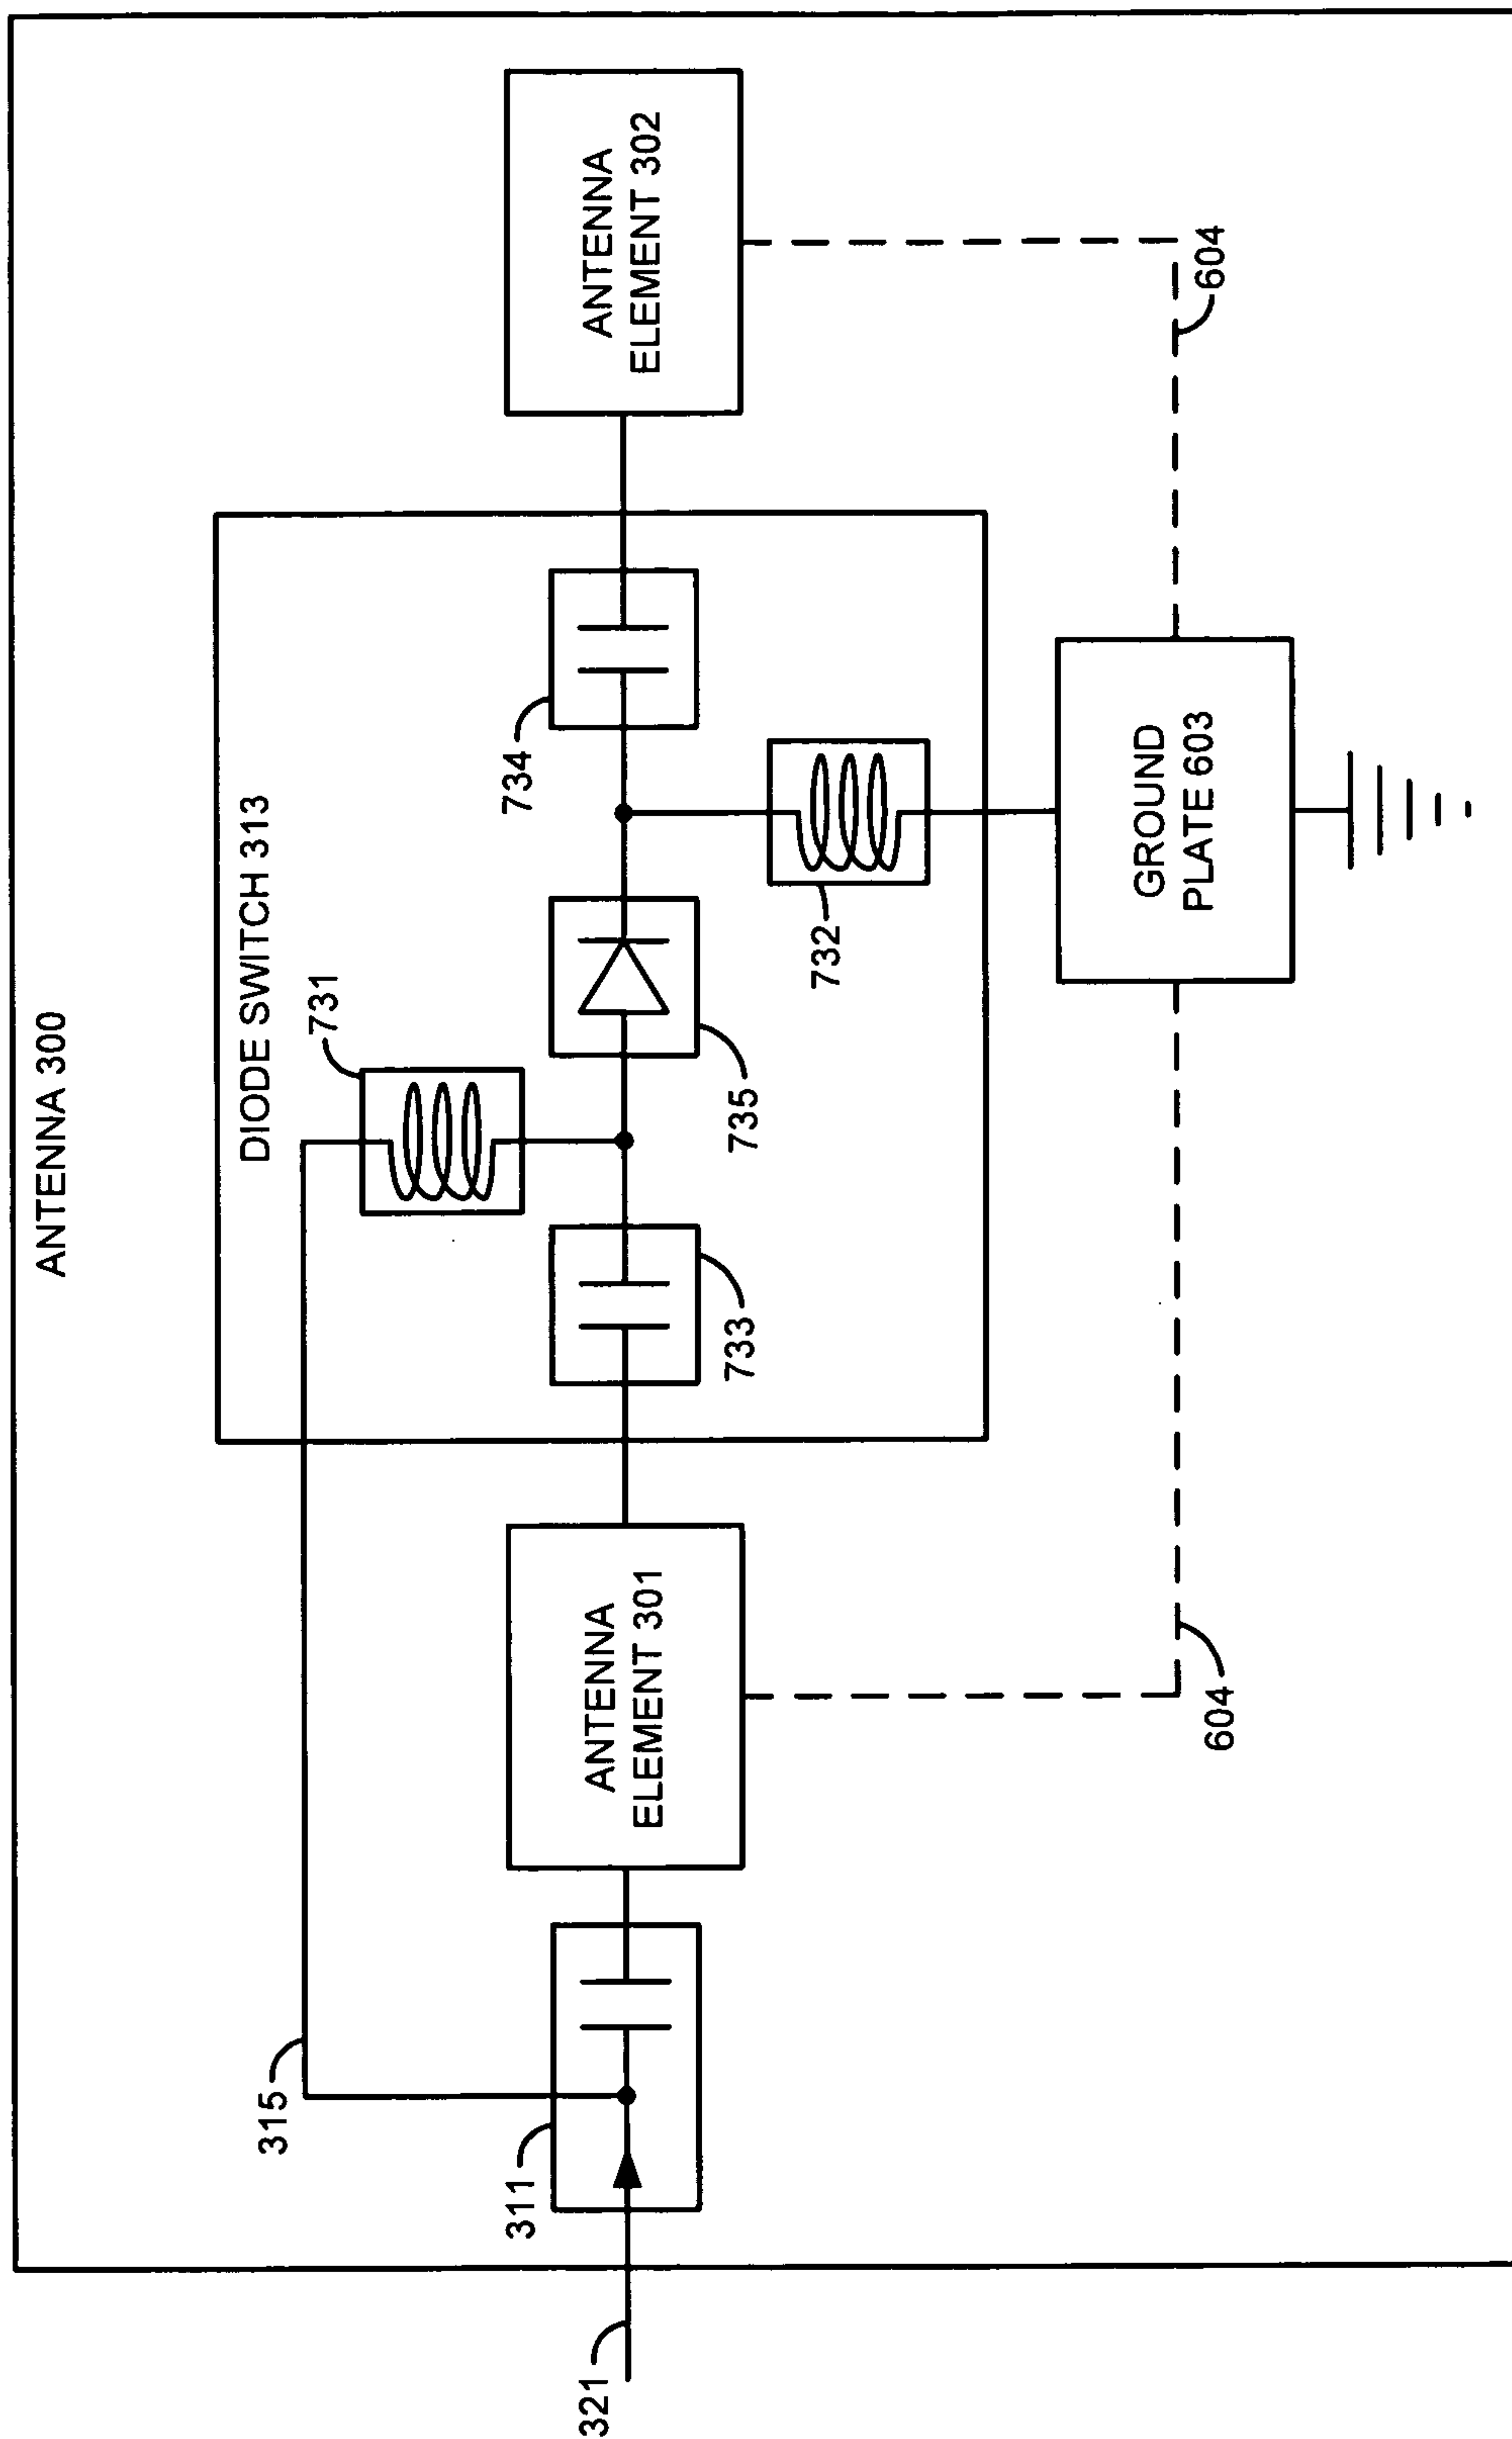 ANTENNA 300
DIODE SWITCH 313
315
731
311
321
ANTENNA
ELEMENT 301
733
735
734
732
ANTENNA
ELEMENT 302
604
GROUND
PLATE 603
604